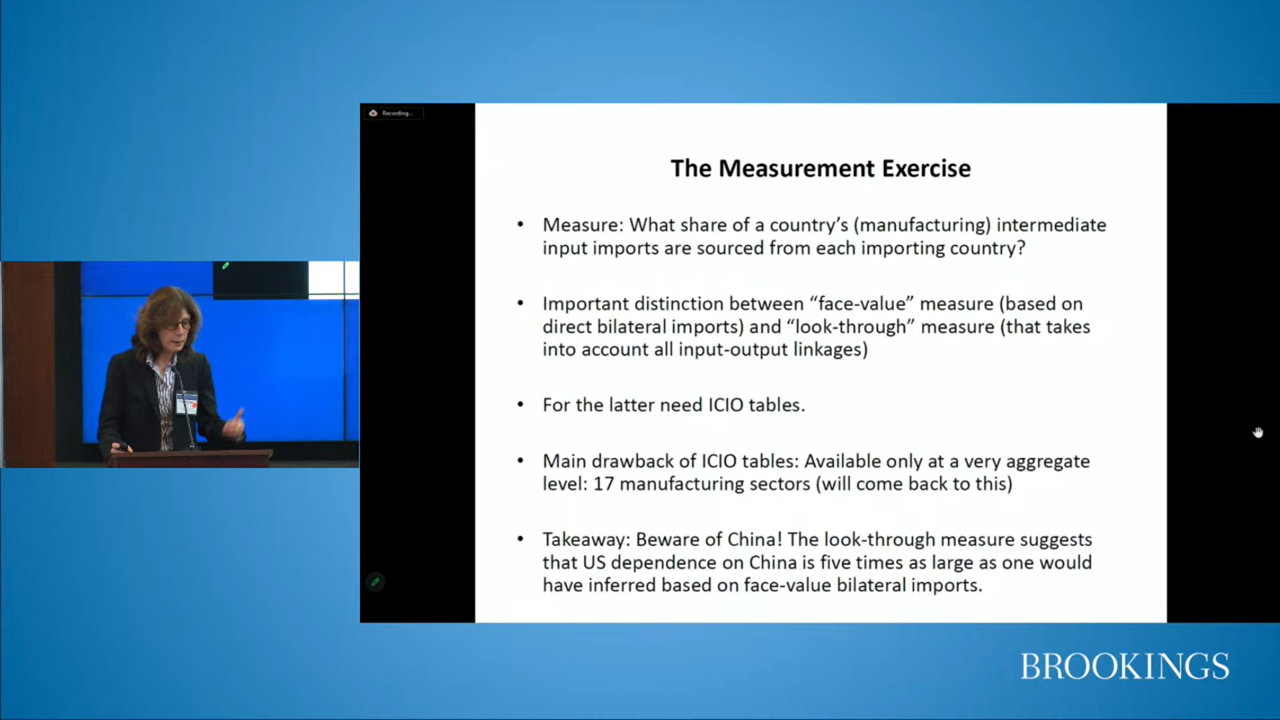 Recording...
The Measurement Exercise
• Measure: What share of a country’s (manufacturing) intermediate
input imports are sourced from each importing country?
• Important distinction between “face-value” measure (based on
direct bilateral imports) and “look-through” measure (that takes
into account all input-output linkages)
• For the latter need ICIO tables.
• Main drawback of ICIO tables: Available only at a very aggregate
level: 17 manufacturing sectors (will come back to this)
• Takeaway: Beware of China! The look-through measure suggests
that US dependence on China is five times as large as one would
have inferred based on face-value bilateral imports.
BROOKINGS